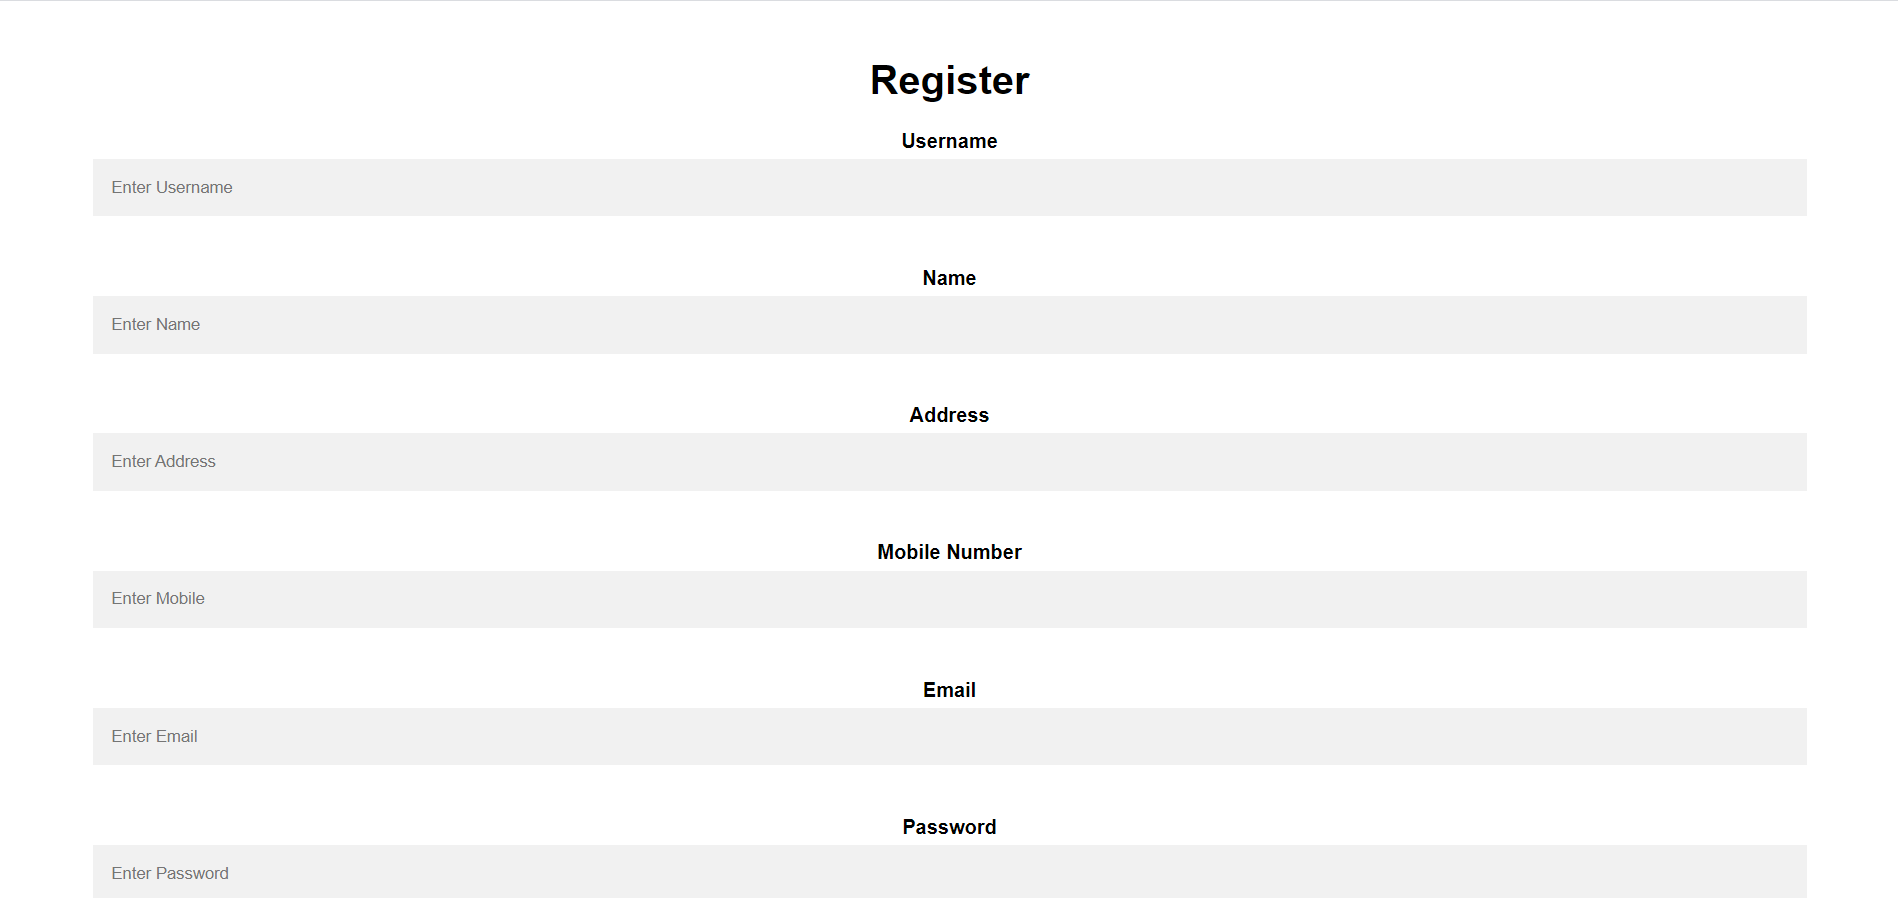 Register
Username
Enter Username
Name
Enter Name
Address
Enter Address
Mobile Number
Enter Mobile
Email
Enter Email
Password
Enter Password